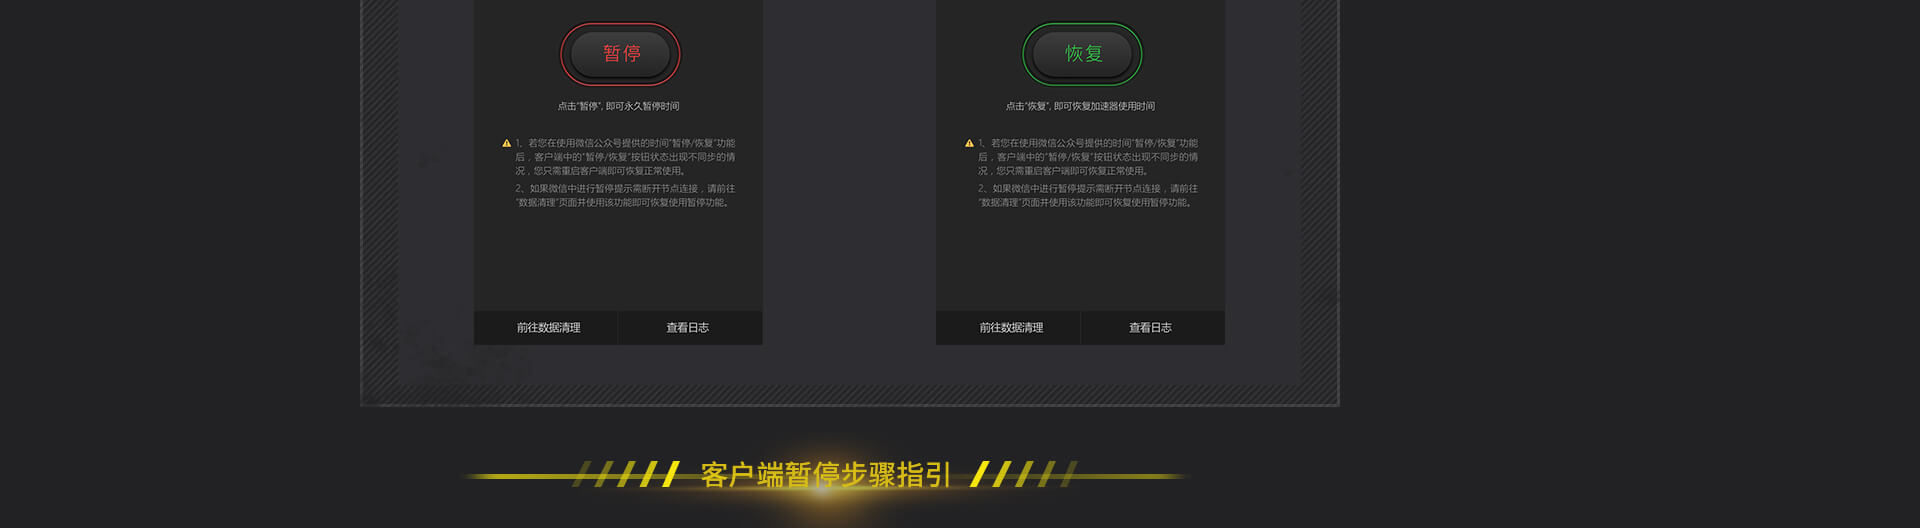 暂停
点击"暂停", 即可永久暂停时间
1、若您在使用微信公众号提供的时间"暂停/恢复"功能
后，客户端中的"暂停/恢复"按钮状态出现不同步的情
况，您只需重启客户端即可恢复正常使用。
2、如果微信中进行暂停提示需断开节点连接，请前往
"数据清理"页面并使用该功能即可恢复使用暂停功能。
前往数据清理
查看日志
恢复
点击"恢复", 即可恢复加速器使用时间
1、若您在使用微信公众号提供的时间"暂停/恢复"功能
后，客户端中的"暂停/恢复"按钮状态出现不同步的情
况，您只需重启客户端即可恢复正常使用。
2、如果微信中进行暂停提示需断开节点连接，请前往
"数据清理"页面并使用该功能即可恢复使用暂停功能。
前往数据清理
查看日志
客户端暂停步骤指引